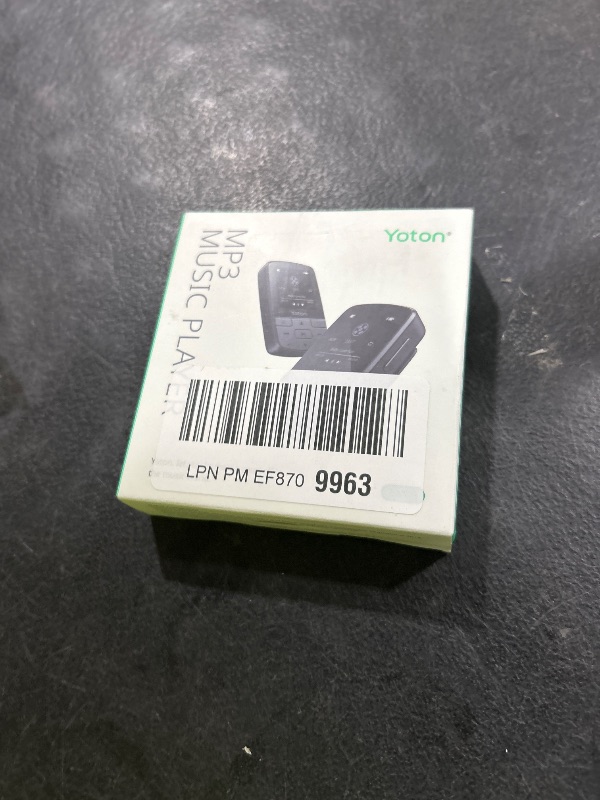 Yoton®
MP3
MUSIC PLAYER
LPN PM EF870 9963